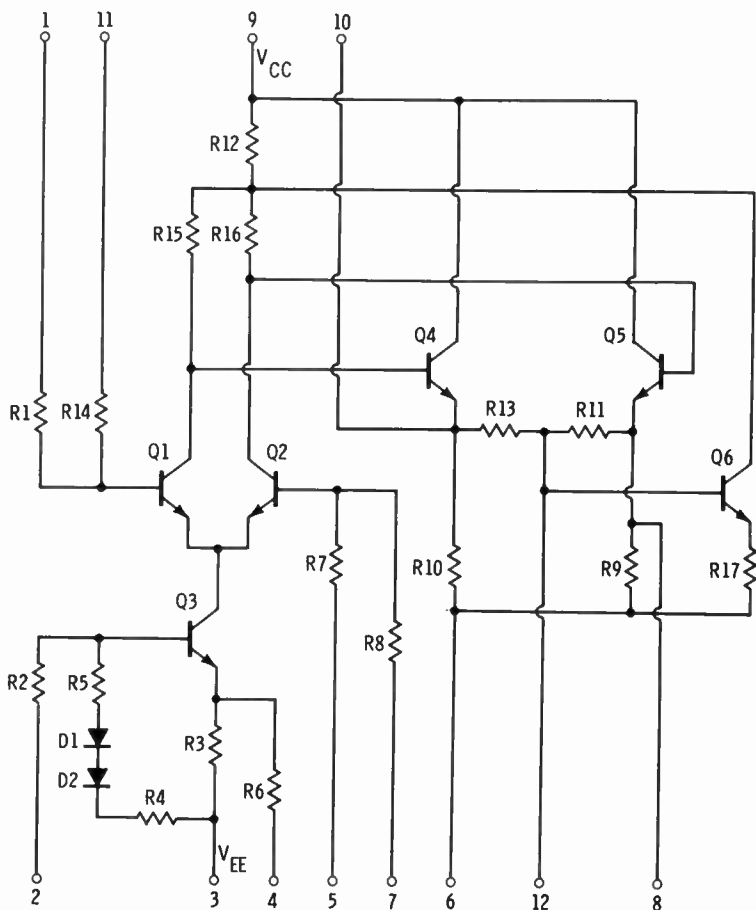 1 11 9 10
VCC
R12
R15 R16
Q4 Q5
R1 R14
R13 R11
Q1 Q2 Q6
R7 R10 R9 R17
Q3
R8
R2 R5
D1 R3
D2 R6
R4
VEE
2 3 4 5 7 6 12 8